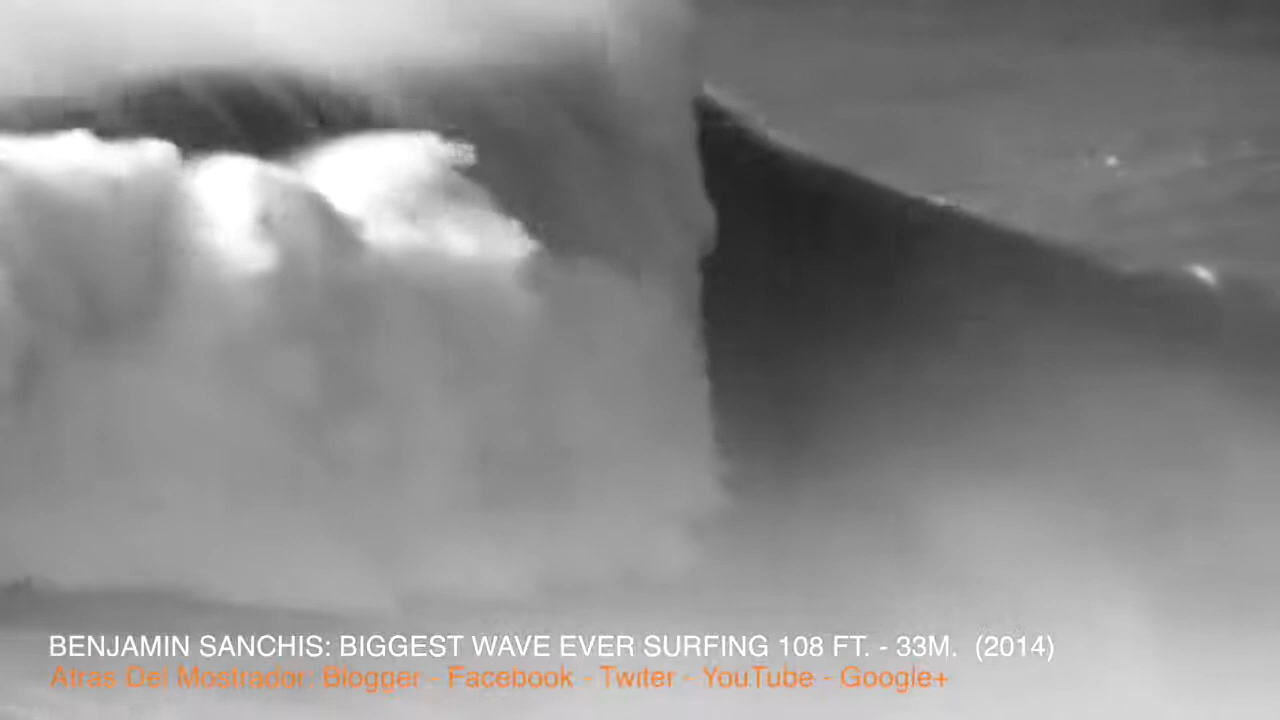 BENJAMIN SANCHIS: BIGGEST WAVE EVER SURFING 108 FT. - 33M. (2014)
Atras Del Mostrador: Blogger - Facebook - Twiter - YouTube - Google+